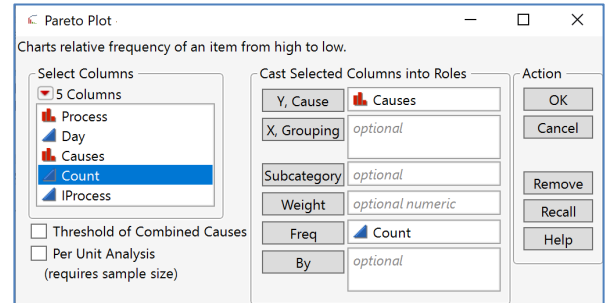 Pareto Plot
Charts relative frequency of an item from high to low.
Select Columns
5 Columns
Process
Day
Causes
Count
IProcess
Threshold of Combined Causes
Per Unit Analysis
(requires sample size)
Cast Selected Columns into Roles
Y, Cause
Causes
X, Grouping
optional
Subcategory
optional
Weight
optional numeric
Freq
Count
By
optional
Action
OK
Cancel
Remove
Recall
Help